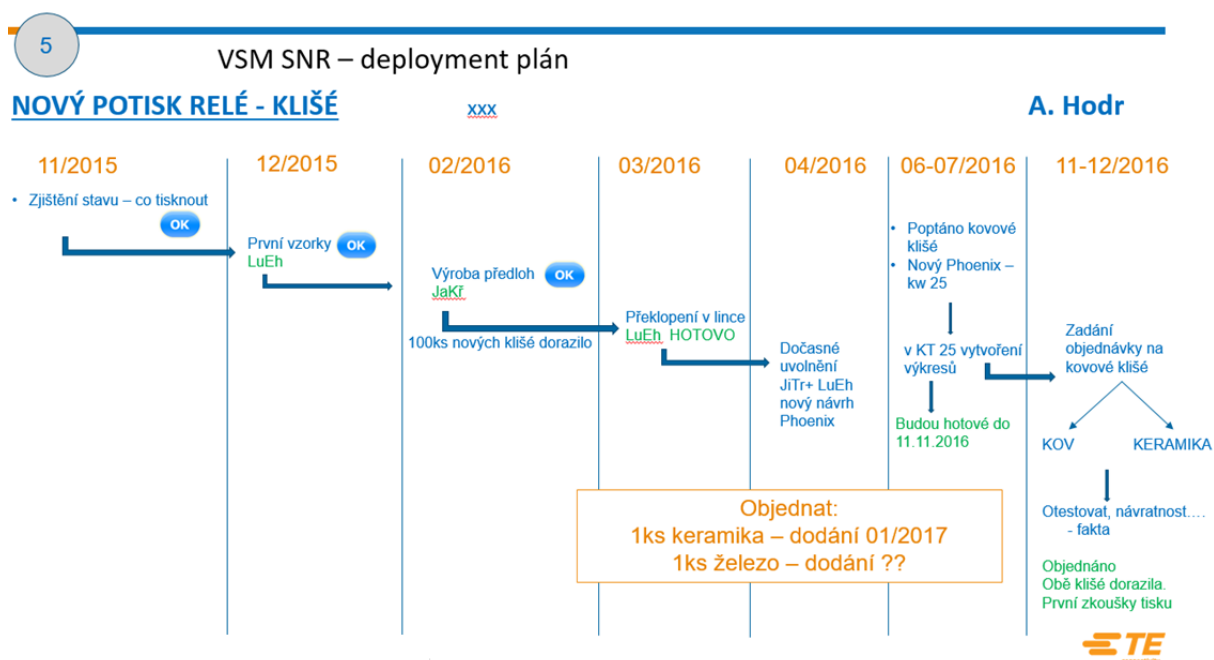 5
VSM SNR – deployment plán
NOVÝ POTISK RELÉ - KLIŠÉ
xxx
A. Hodr
11/2015
12/2015
02/2016
03/2016
04/2016
06-07/2016
11-12/2016
• Zjištění stavu – co tisknout
OK
První vzorky
OK
LuEh
Výroba předloh
OK
JaKř
100ks nových klišé dorazilo
Překlopení v lince
LuEh HOTOVO
Dočasné
uvolnění
JiTr+ LuEh
nový návrh
Phoenix
• Poptáno kovové
klišé
• Nový Phoenix –
kw 25
v KT 25 vytvoření
výkresů
Budou hotové do
11.11.2016
Zadání
objednávky na
kovové klišé
KOV
KERAMIKA
Otestovat, návratnost….
- fakta
Objednáno
Obě klišé dorazila.
První zkoušky tisku
Objednat:
1ks keramika – dodání 01/2017
1ks železo – dodání ??
TE